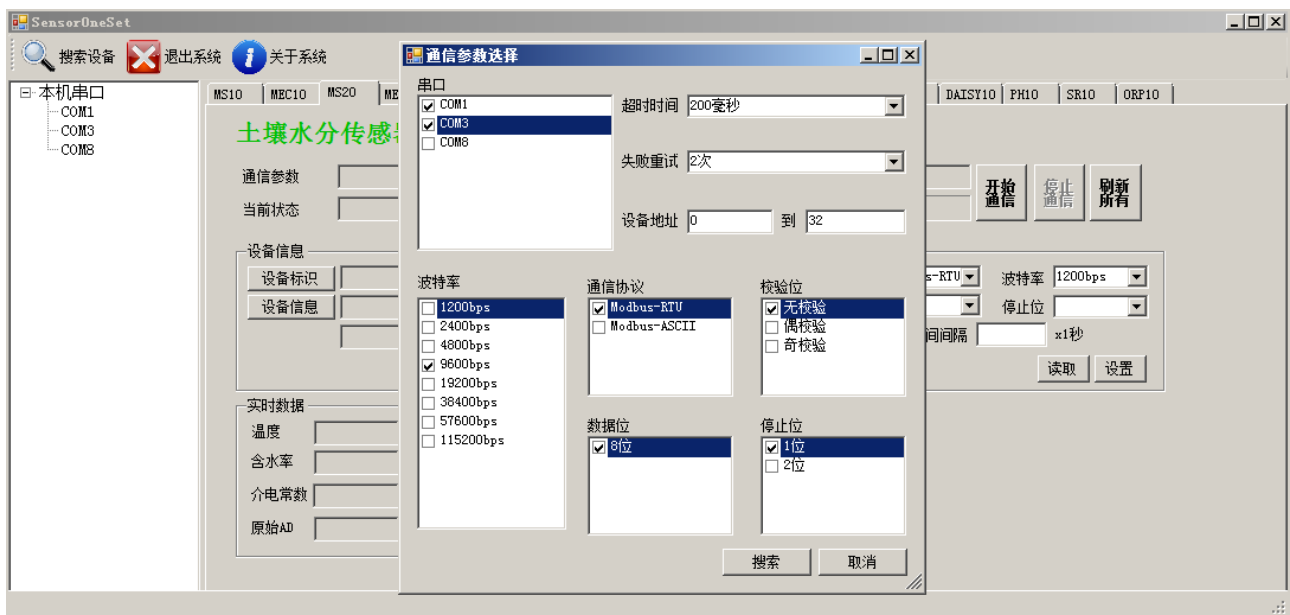 SensorOneSet
搜索设备 退出系统 关于系统
本机串口
COM1
COM3
COM8
MS10 MEC10 MS20 ME DAISY10 PH10 SR10 ORP10
土壤水分传感
通信参数
当前状态
开始通信 停止通信 刷新所有
设备信息
设备标识
设备信息
s-RTU 波特率 1200bps
停止位
间间隔 x1秒
读取 设置
实时数据
温度
含水率
介电常数
原始AD
通信参数选择
串口
COM1
COM3
COM8
超时时间 200毫秒
失败重试 2次
设备地址 0 到 32
波特率
1200bps
2400bps
4800bps
9600bps
19200bps
38400bps
57600bps
115200bps
通信协议
Modbus-RTU
Modbus-ASCII
校验位
无校验
偶校验
奇校验
数据位
8位
停止位
1位
2位
搜索 取消